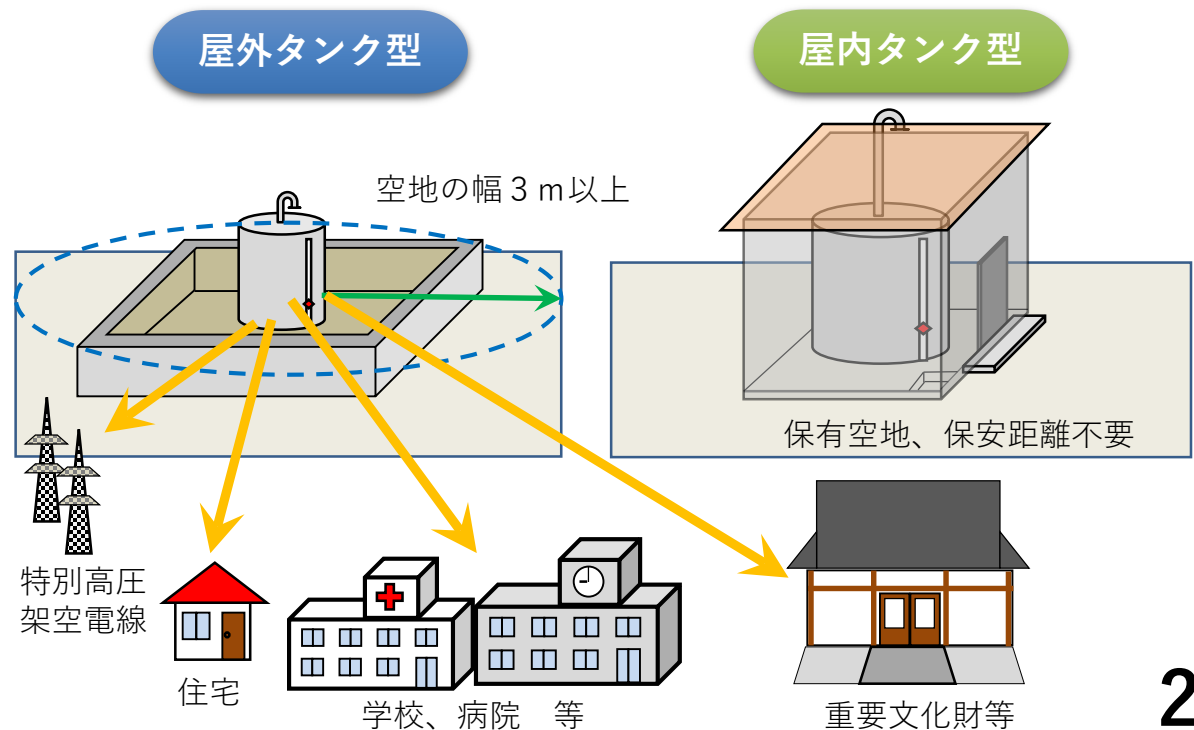 屋外タンク型
屋内タンク型
空地の幅３ｍ以上
保有空地、保安距離不要
特別高圧
架空電線
住宅
学校、病院　等
重要文化財等
2